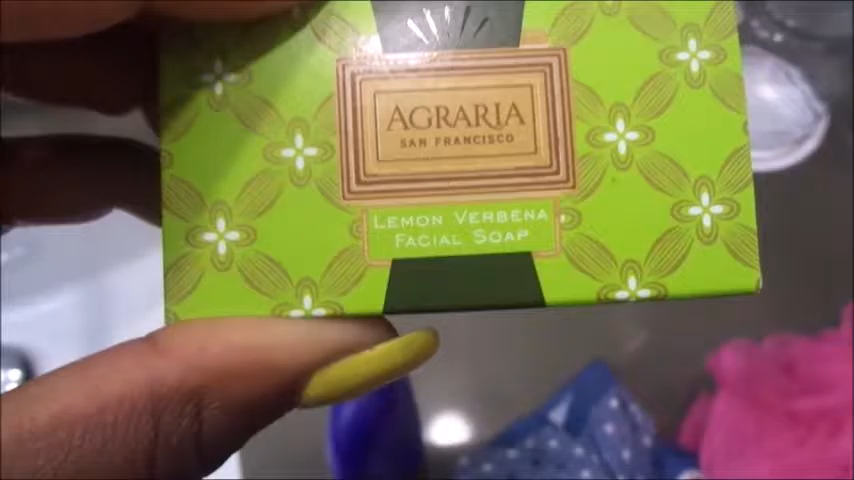 AGRARIA
SAN FRANCISCO
LEMON VERBENA
FACIAL SOAP